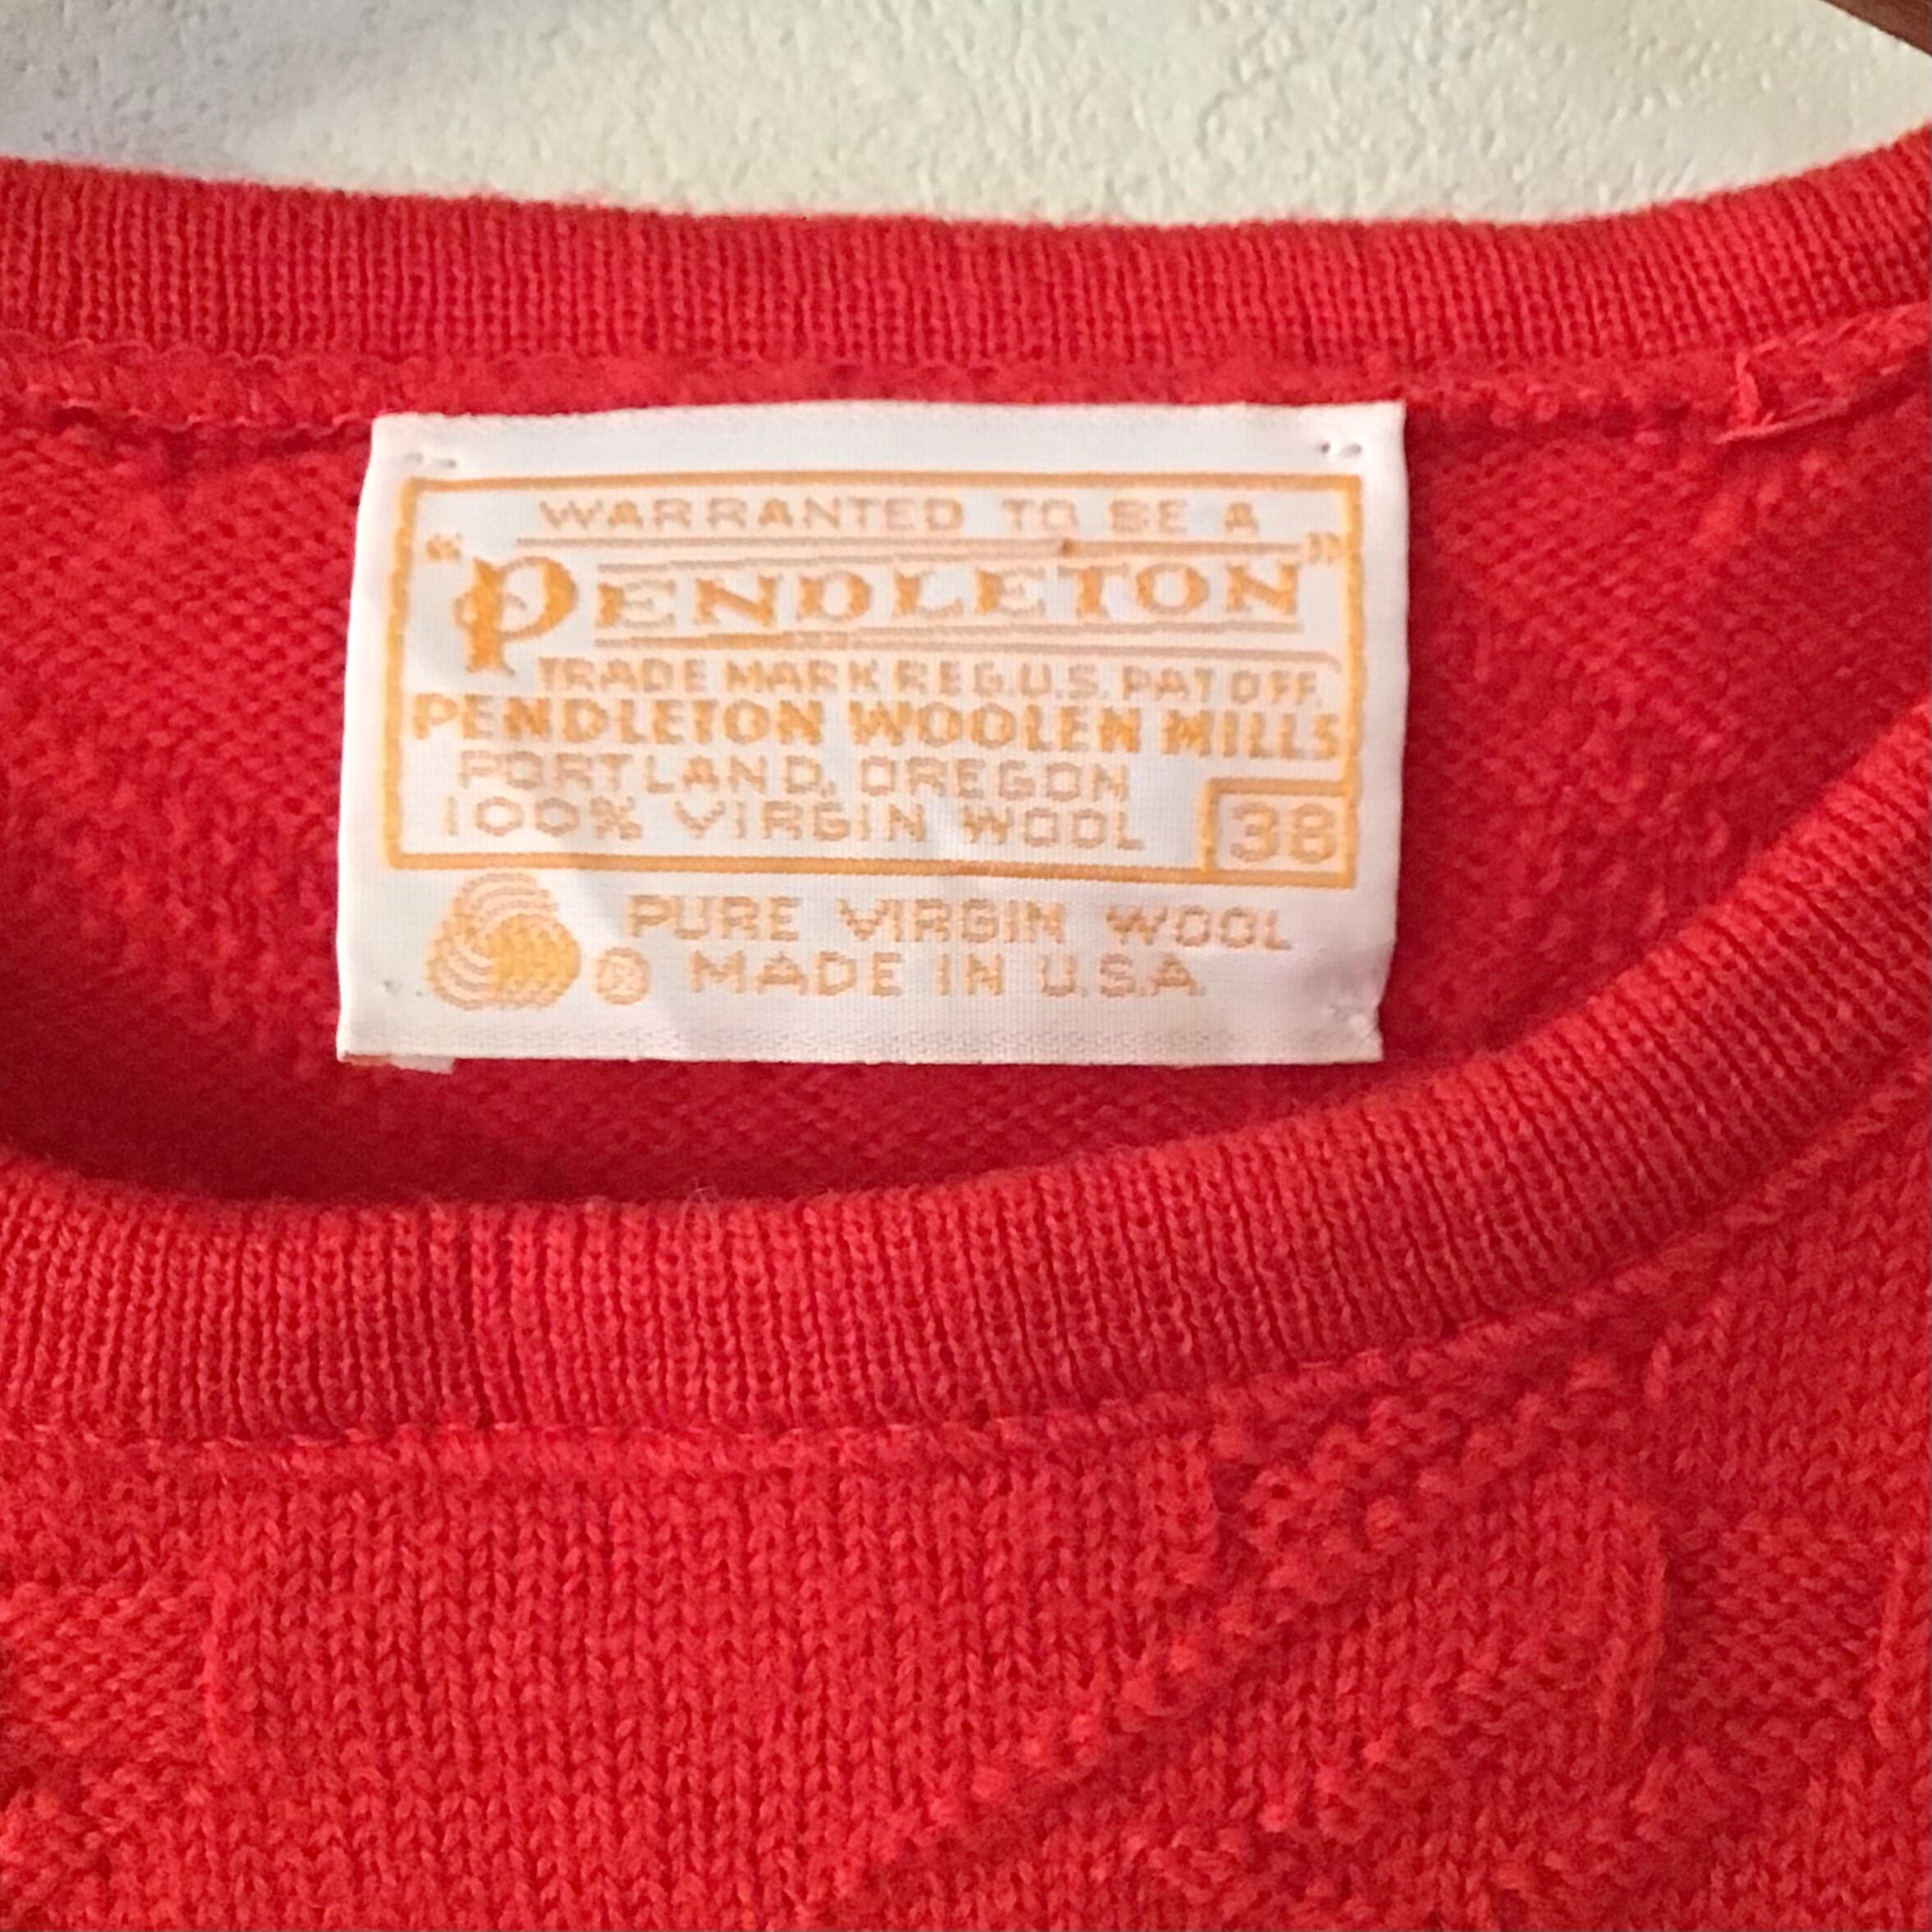 WARRANTED TO BE A
"PENDLETON"
TRADE MARK REG.U.S. PAT OFF.
PENDLETON WOOLEN MILLS
PORTLAND, OREGON
100% VIRGIN WOOL 38
PURE VIRGIN WOOL
® MADE IN U.S.A.